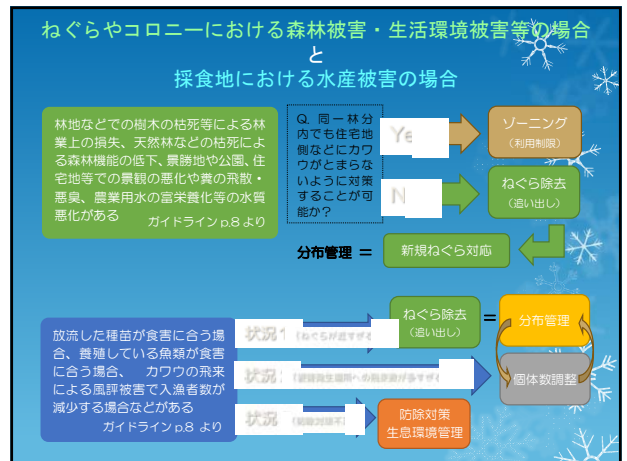 ねぐらやコロニーにおける森林被害・生活環境被害等の場合
と
採食地における水産被害の場合
林地などでの樹木の枯死等による林
業上の損失、天然林などの枯死によ
る森林機能の低下、景勝地や公園、住
宅地等での景観の悪化や糞の飛散・
悪臭、農業用水の富栄養化等の水質
悪化がある
ガイドラインp.8 より
Q. 同一林分
内でも住宅地
側などにカワ
ウがとまらな
いように対策
することが可
能か？
Ye
N
ゾーニング
（利用制限）
ねぐら除去
（追い出し）
分布管理 ＝
新規ねぐら対応
放流した種苗が食害に合う場
合、養殖している魚類が食害
に合う場合、 カワウの飛来
による風評被害で入漁者数が
減少する場合などがある
ガイドラインp.8 より
状況
状況
状況
ねぐら除去
（追い出し）
＝
分布管理
個体数調整
防除対策
生息環境管理